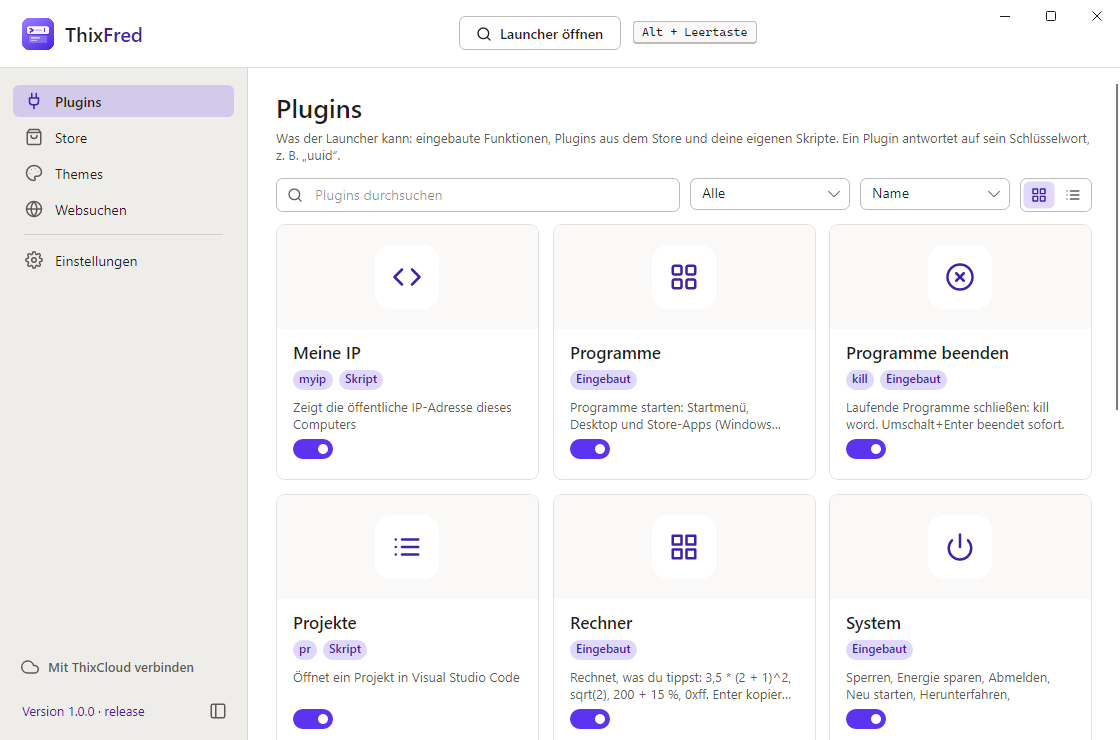 ThixFred
Launcher öffnen
Alt + Leertaste
Plugins
Store
Themes
Websuchen
Einstellungen
Mit ThixCloud verbinden
Version 1.0.0 · release
Plugins
Was der Launcher kann: eingebaute Funktionen, Plugins aus dem Store und deine eigenen Skripte. Ein Plugin antwortet auf sein Schlüsselwort,
z. B. „uuid“.
Plugins durchsuchen
Alle
Name
Meine IP
myip Skript
Zeigt die öffentliche IP-Adresse dieses
Computers
Programme
Eingebaut
Programme starten: Startmenü,
Desktop und Store-Apps (Windows...
Programme beenden
kill Eingebaut
Laufende Programme schließen: kill
word. Umschalt+Enter beendet sofort.
Projekte
pr Skript
Öffnet ein Projekt in Visual Studio Code
Rechner
Eingebaut
Rechnet, was du tippst: 3,5 * (2 + 1)^2,
sqrt(2), 200 + 15 %, 0xff. Enter kopier...
System
Eingebaut
Sperren, Energie sparen, Abmelden,
Neu starten, Herunterfahren,